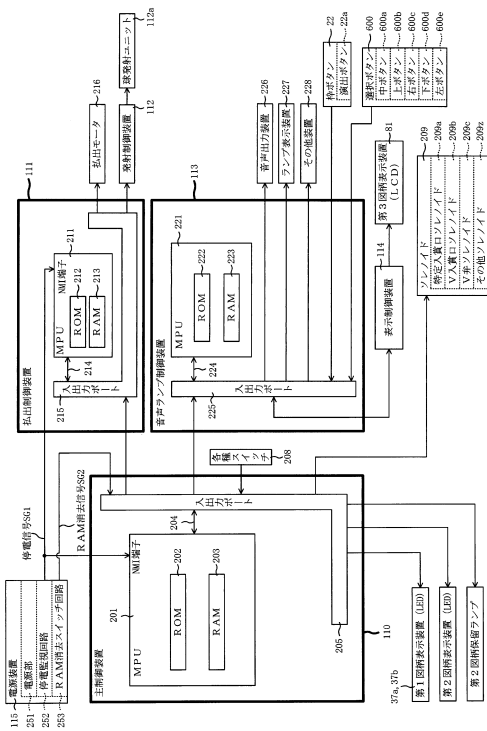 電源装置
電源部
停電監視回路
RAM消去スイッチ回路
115
251
252
253
停電信号SG1
RAM消去信号SG2
主制御装置
201
NMI端子
MPU
ROM
202
RAM
203
204
入出力ポート
205
110
各種スイッチ
208
37a, 37b
第1図柄表示装置(LED)
第2図柄表示装置(LED)
第2図柄保留ランプ
払出制御装置
111
211
NMI端子
MPU
ROM
212
RAM
213
214
入出力ポート
215
払出モータ
216
発射制御装置
112
球発射ユニット
112a
音声ランプ制御装置
113
221
MPU
ROM
222
RAM
223
224
入出力ポート
225
音声出力装置
226
ランプ表示装置
227
その他装置
228
枠ボタン
22
演出ボタン
22a
選択ボタン
600
中ボタン
600a
上ボタン
600b
右ボタン
600c
下ボタン
600d
左ボタン
600e
表示制御装置
114
第3図柄表示装置
(LCD)
81
ソレノイド
209
特定入賞口ソレノイド
209a
V入賞口ソレノイド
209b
V弁ソレノイド
209c
その他ソレノイド
209z